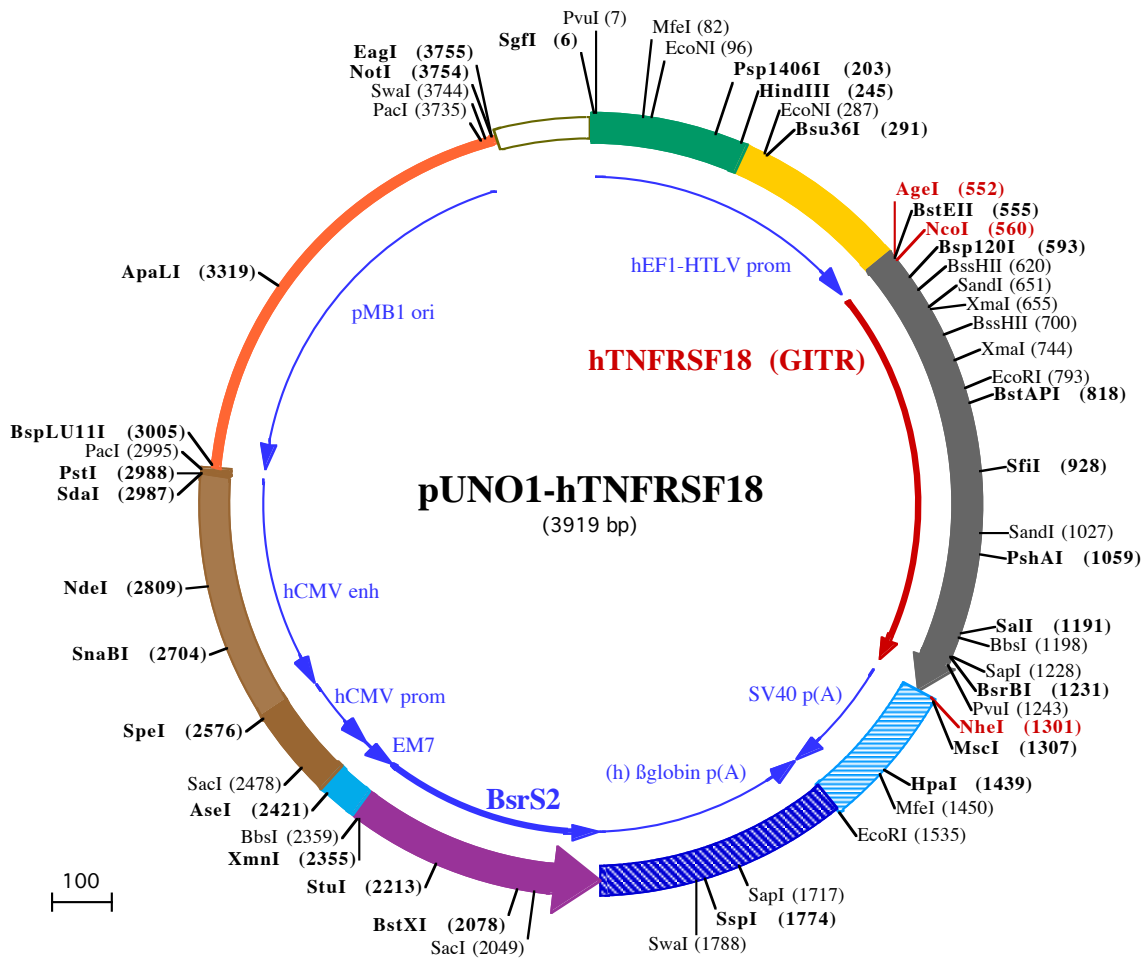 PvuI (7)
SgfI (6)
MfeI (82)
EcoNI (96)
EagI (3755)
NotI (3754)
SwaI (3744)
PacI (3735)
Psp1406I (203)
HindIII (245)
EcoNI (287)
Bsu36I (291)
AgeI (552)
BstEII (555)
NcoI (560)
Bsp120I (593)
BssHII (620)
SandI (651)
XmaI (655)
BssHII (700)
XmaI (744)
EcoRI (793)
BstAPI (818)
SfiI (928)
SandI (1027)
PshAI (1059)
SalI (1191)
BbsI (1198)
SapI (1228)
BsrBI (1231)
PvuI (1243)
NheI (1301)
MscI (1307)
HpaI (1439)
MfeI (1450)
EcoRI (1535)
SapI (1717)
SspI (1774)
SwaI (1788)
SacI (2049)
BstXI (2078)
StuI (2213)
XmnI (2355)
BbsI (2359)
AseI (2421)
SacI (2478)
SpeI (2576)
SnaBI (2704)
NdeI (2809)
SdaI (2987)
PstI (2988)
PacI (2995)
BspLU11I (3005)
ApaLI (3319)
hEF1-HTLV prom
pMB1 ori
hTNFRSF18 (GITR)
pUNO1-hTNFRSF18
(3919 bp)
hCMV enh
hCMV prom
EM7
BsrS2
SV40 p(A)
(h) ßglobin p(A)
100